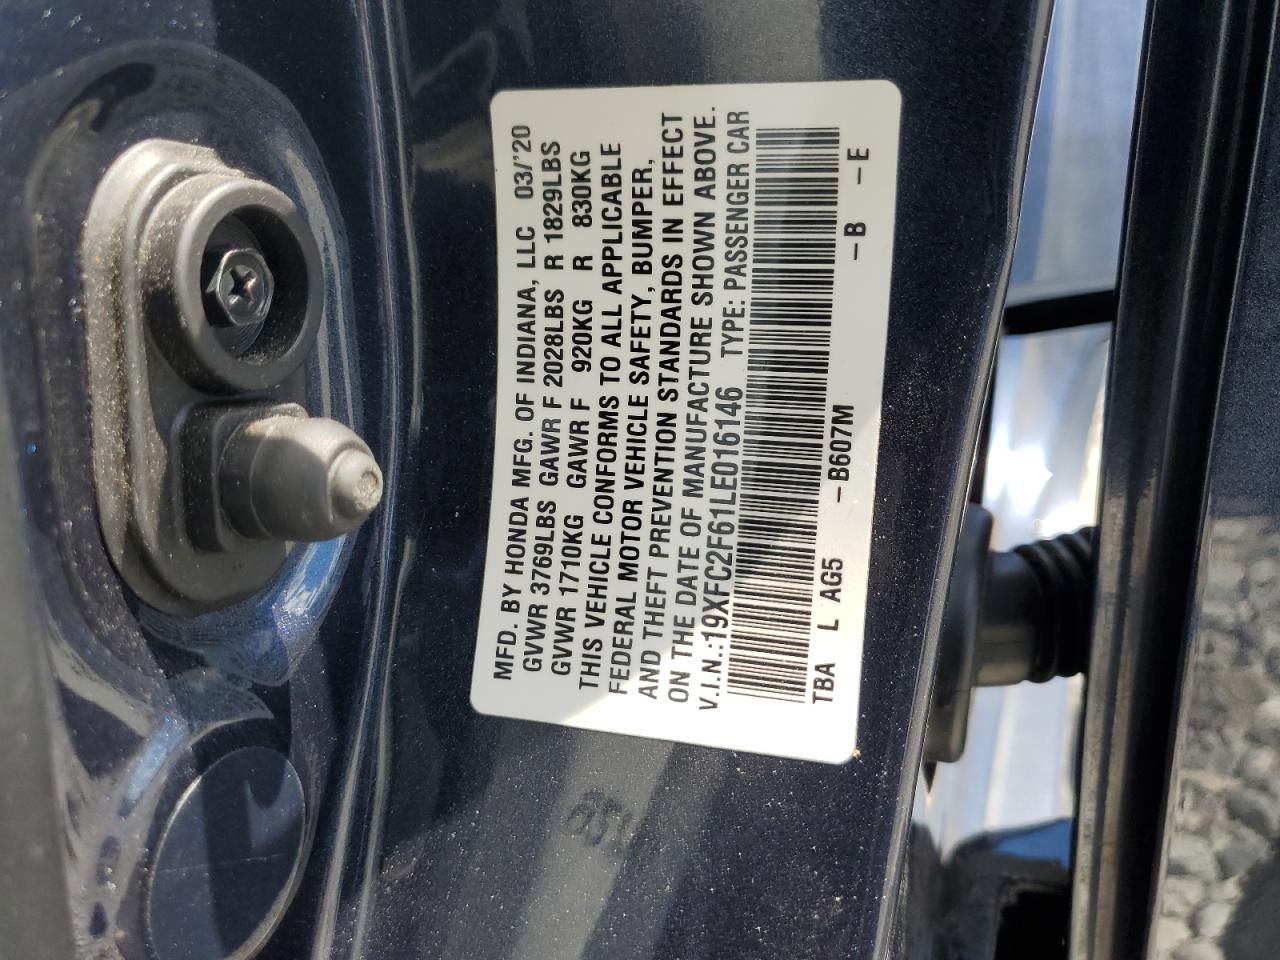 MFD. BY HONDA MFG. OF INDIANA, LLC 03/'20
GVWR 3769LBS GAWR F 2028LBS R 1829LBS
GVWR 1710KG GAWR F 920KG R 830KG
THIS VEHICLE CONFORMS TO ALL APPLICABLE
FEDERAL MOTOR VEHICLE SAFETY, BUMPER,
AND THEFT PREVENTION STANDARDS IN EFFECT
ON THE DATE OF MANUFACTURE SHOWN ABOVE.
V.I.N.:19XFC2F61LE016146 TYPE: PASSENGER CAR
TBA L AG5 –B607M –B –E